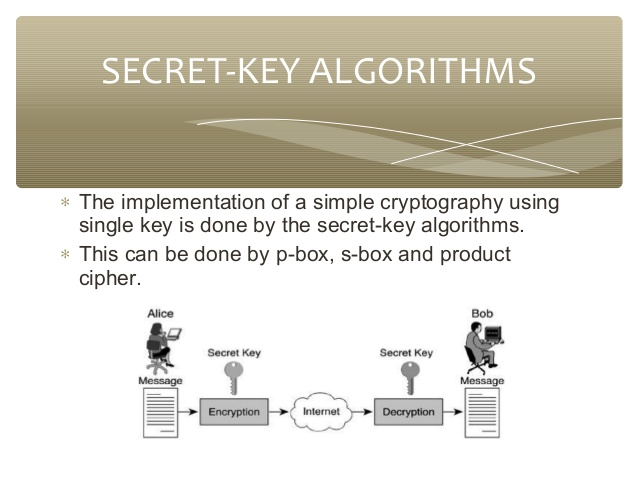 SECRET-KEY ALGORITHMS
* The implementation of a simple cryptography using
single key is done by the secret-key algorithms.
* This can be done by p-box, s-box and product
cipher.
Alice
Bob
Secret Key
Secret Key
Message
Message
Encryption
Internet
Decryption